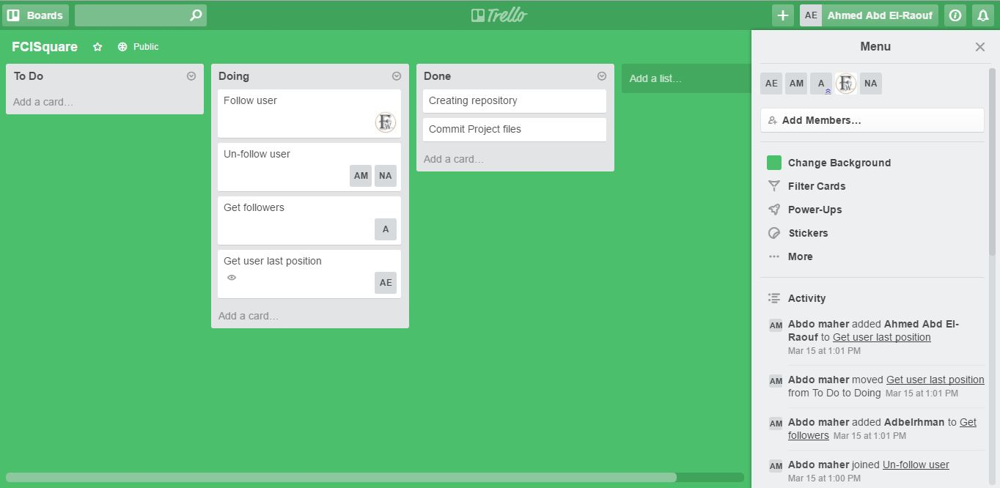 Boards
Trello
AE Ahmed Abd El-Raouf
FCISquare
Public
To Do
Add a card…
Doing
Follow user
FW
Un-follow user
AM NA
Get followers
A
Get user last position
AE
Add a card…
Done
Creating repository
Commit Project files
Add a card…
Add a list…
Menu
AE AM A FW NA
Add Members…
Change Background
Filter Cards
Power-Ups
Stickers
More
Activity
AM Abdo maher added Ahmed Abd El-
Raouf to Get user last position
Mar 15 at 1:01 PM
AM Abdo maher moved Get user last position
from To Do to Doing Mar 15 at 1:01 PM
AM Abdo maher added Adbelrhman to Get
followers Mar 15 at 1:01 PM
AM Abdo maher joined Un-follow user
Mar 15 at 1:00 PM